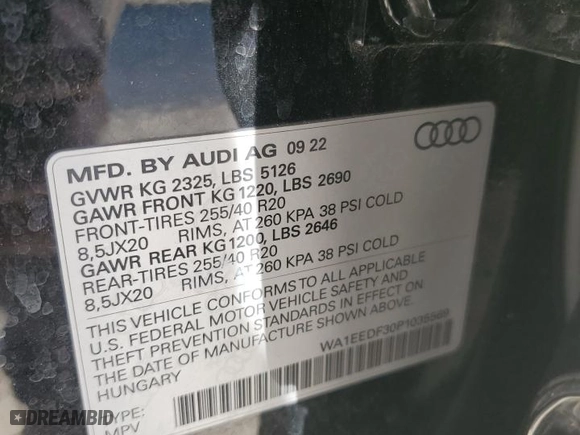 MFD. BY AUDI AG 09 22
GVWR KG 2325, LBS 5126
GAWR FRONT KG 1220, LBS 2690
FRONT-TIRES 255/40 R20
8,5JX20 RIMS, AT 260 KPA 38 PSI COLD
GAWR REAR KG 1200, LBS 2646
REAR-TIRES 255/40 R20
8,5JX20 RIMS, AT 260 KPA 38 PSI COLD
THIS VEHICLE CONFORMS TO ALL APPLICABLE
U.S. FEDERAL MOTOR VEHICLE SAFETY AND
THEFT PREVENTION STANDARDS IN EFFECT ON
THE DATE OF MANUFACTURE SHOWN ABOVE
HUNGARY
TYPE:
MPV
DREAMBID